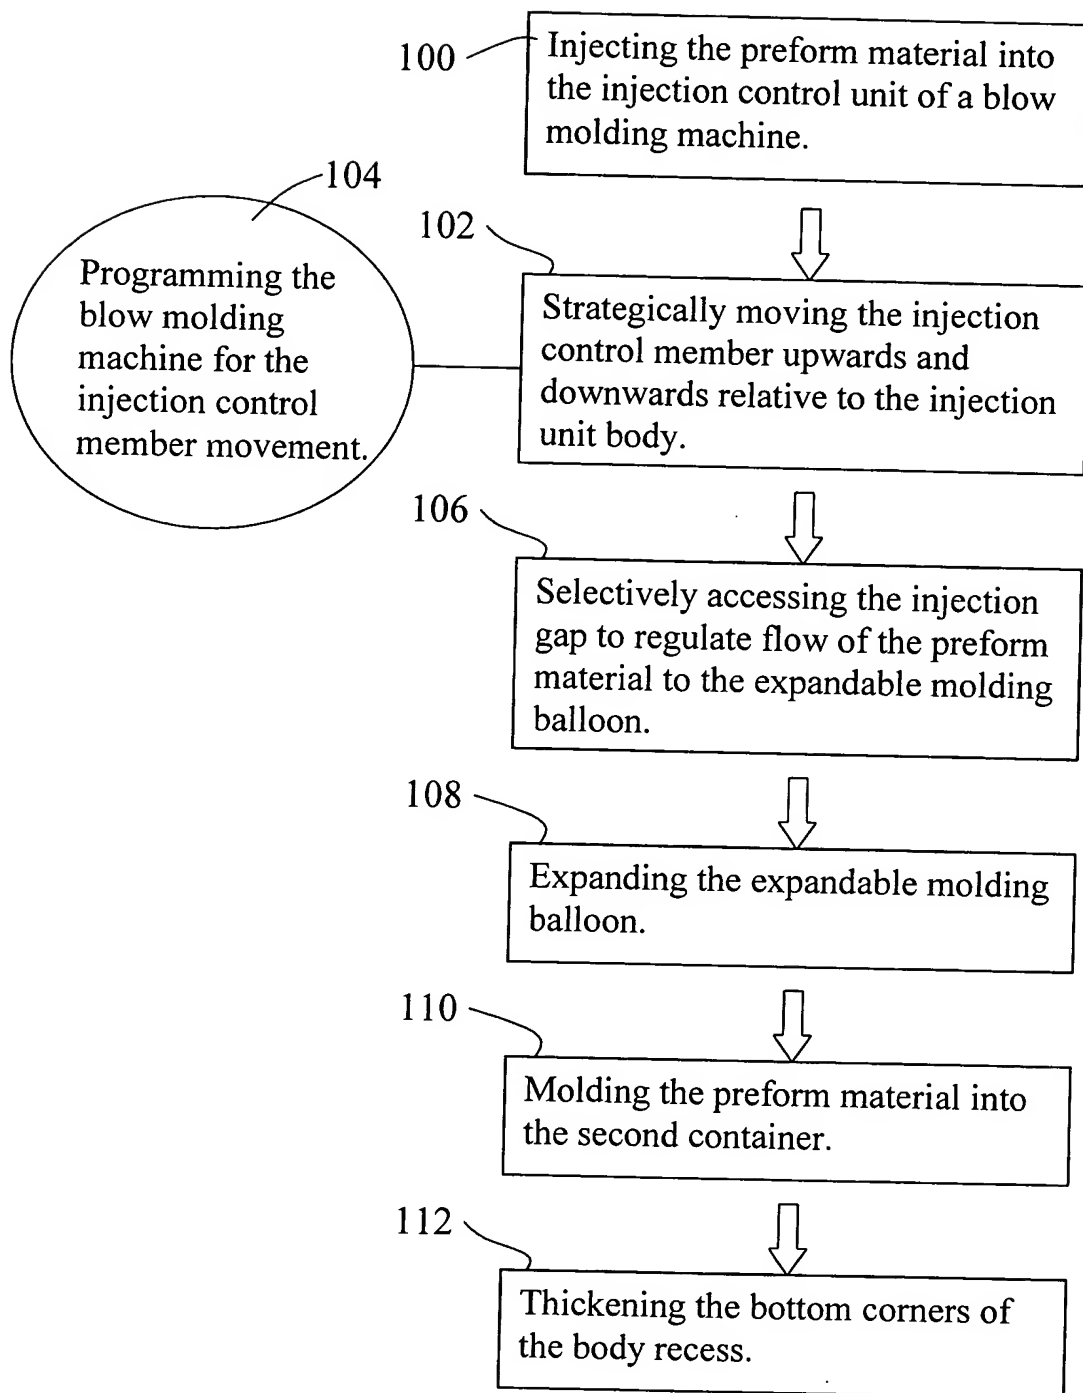 100
Injecting the preform material into
the injection control unit of a blow
molding machine.
104
Programming the
blow molding
machine for the
injection control
member movement.
102
Strategically moving the injection
control member upwards and
downwards relative to the injection
unit body.
106
Selectively accessing the injection
gap to regulate flow of the preform
material to the expandable molding
balloon.
108
Expanding the expandable molding
balloon.
110
Molding the preform material into
the second container.
112
Thickening the bottom corners of
the body recess.